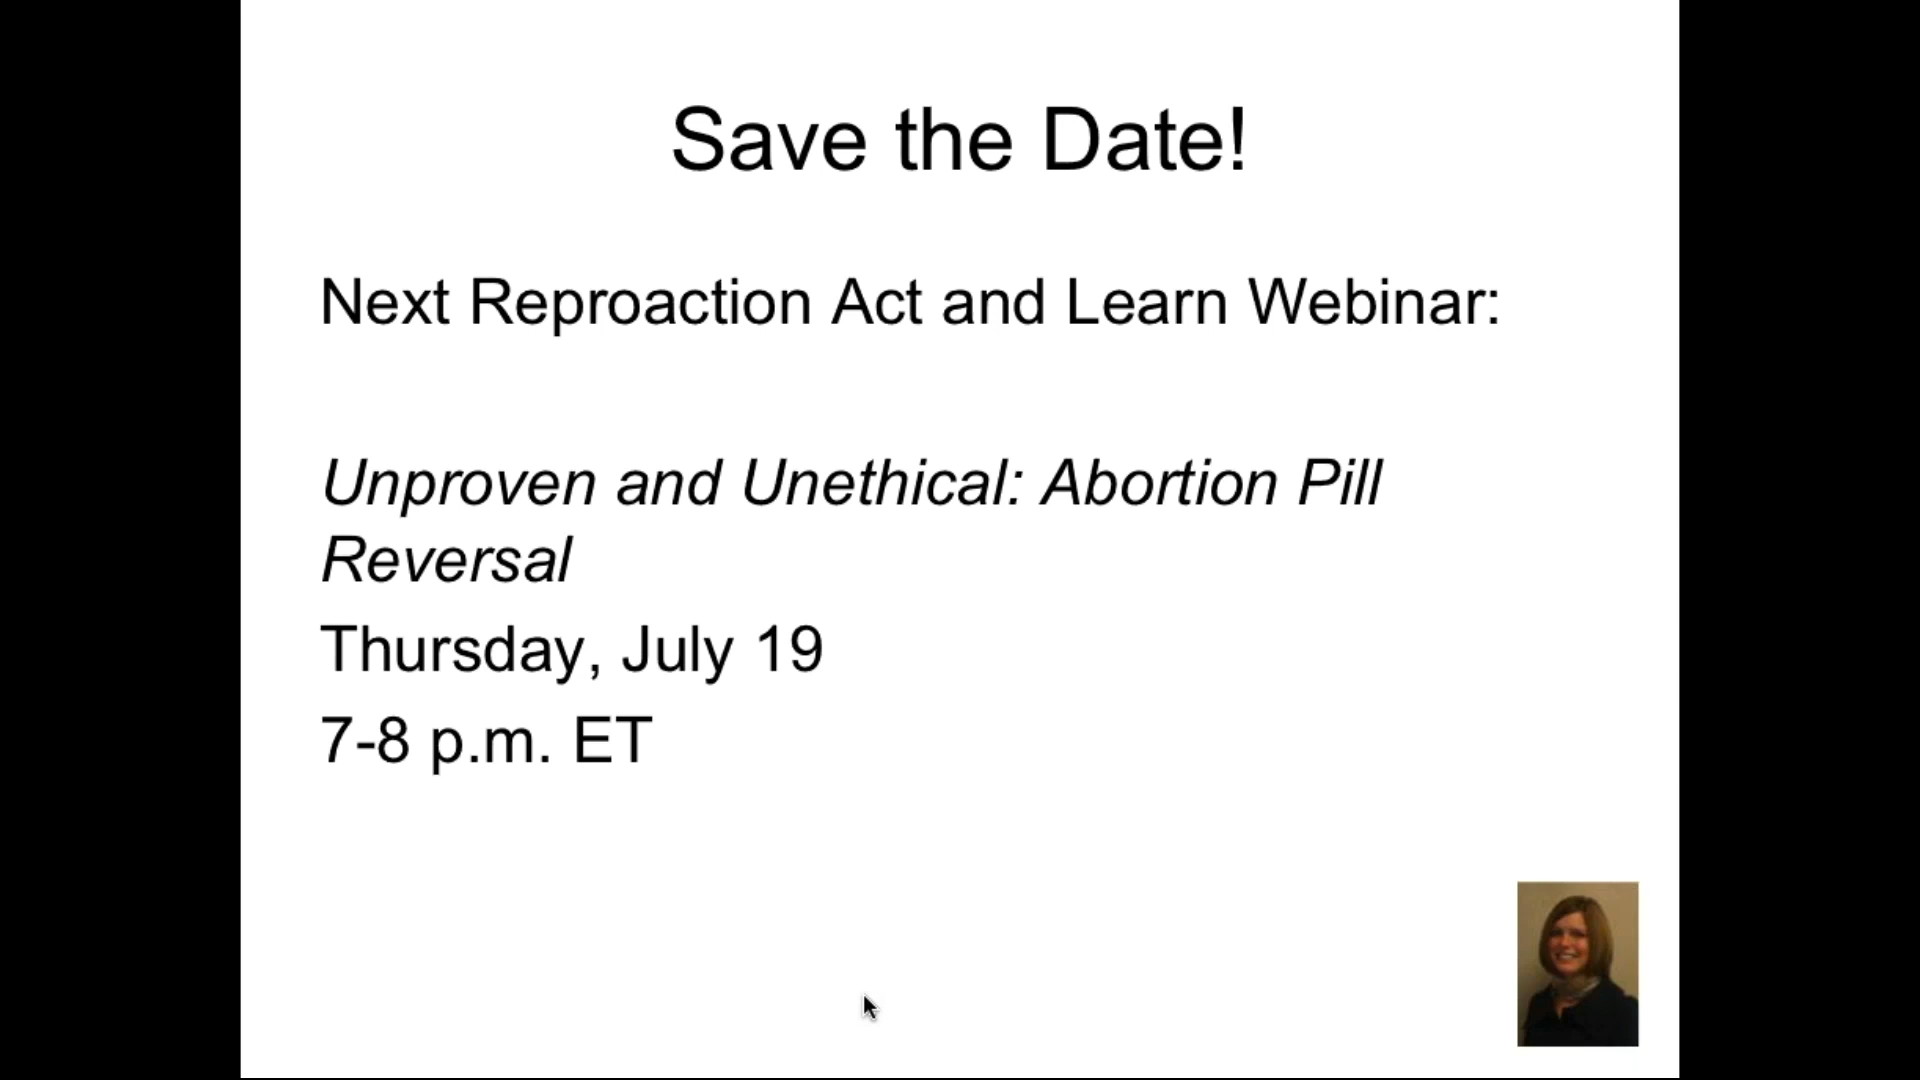 Save the Date!
Next Reproaction Act and Learn Webinar:
Unproven and Unethical: Abortion Pill
Reversal
Thursday, July 19
7-8 p.m. ET